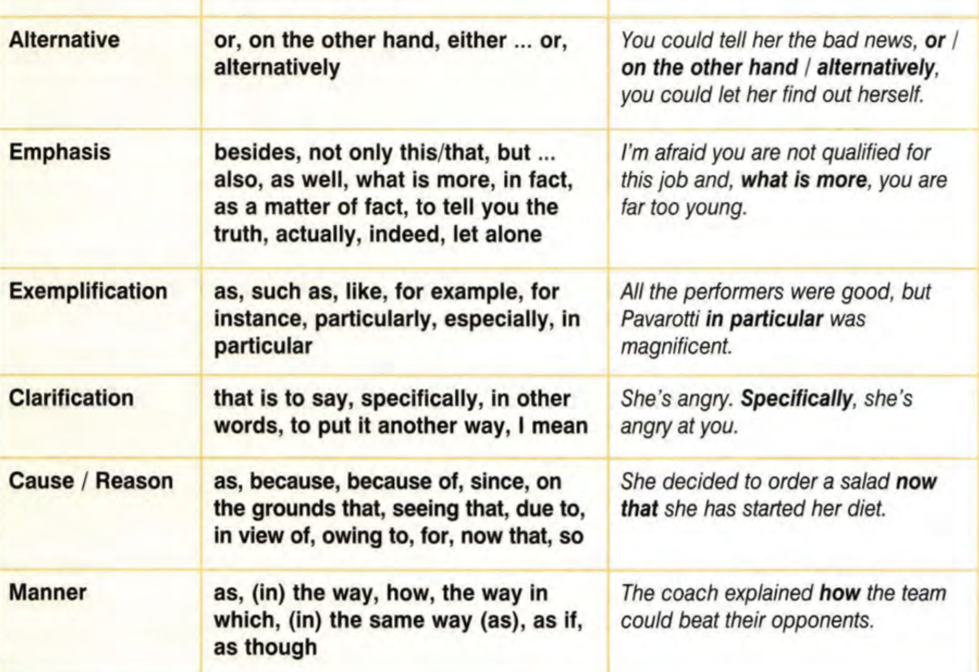 Alternative
or, on the other hand, either ... or,
alternatively
You could tell her the bad news, or /
on the other hand / alternatively,
you could let her find out herself.
Emphasis
besides, not only this/that, but ...
also, as well, what is more, in fact,
as a matter of fact, to tell you the
truth, actually, indeed, let alone
I'm afraid you are not qualified for
this job and, what is more, you are
far too young.
Exemplification
as, such as, like, for example, for
instance, particularly, especially, in
particular
All the performers were good, but
Pavarotti in particular was
magnificent.
Clarification
that is to say, specifically, in other
words, to put it another way, I mean
She's angry. Specifically, she's
angry at you.
Cause / Reason
as, because, because of, since, on
the grounds that, seeing that, due to,
in view of, owing to, for, now that, so
She decided to order a salad now
that she has started her diet.
Manner
as, (in) the way, how, the way in
which, (in) the same way (as), as if,
as though
The coach explained how the team
could beat their opponents.